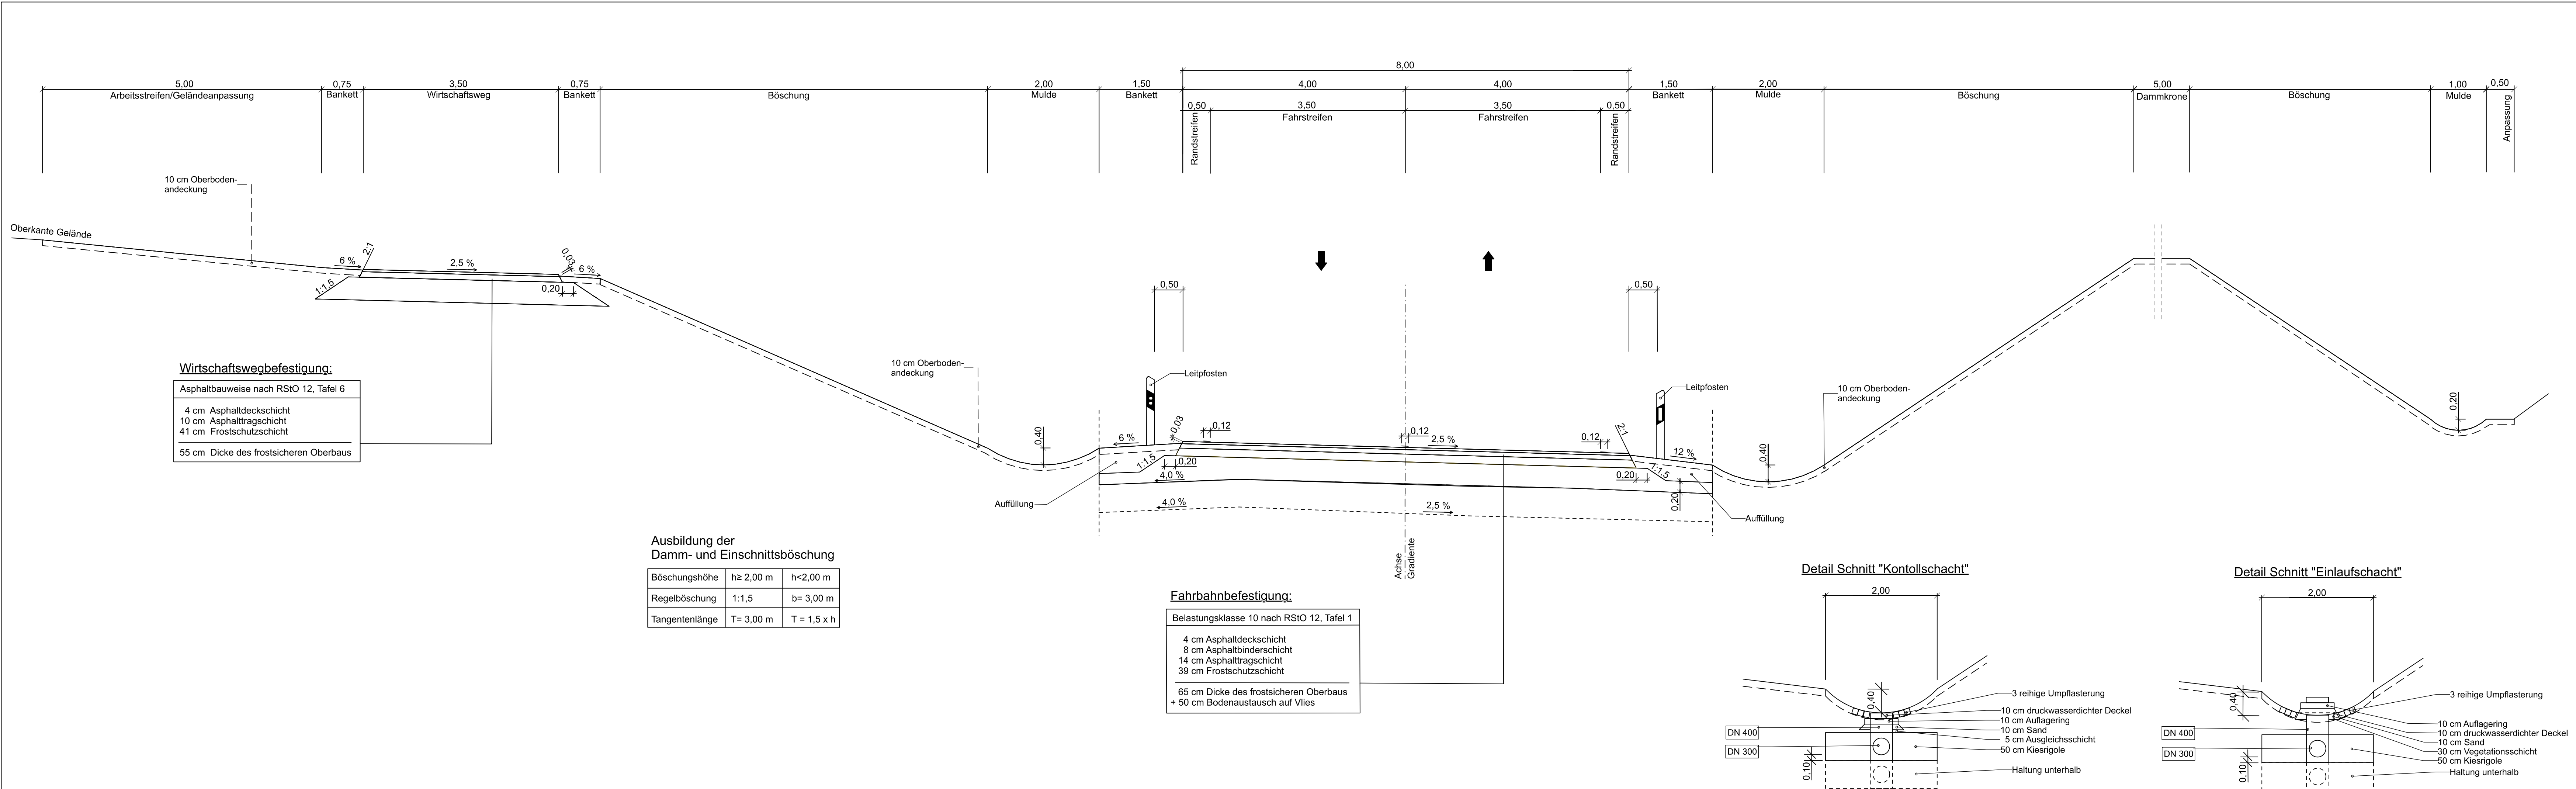 8,00
5,00
0,75
3,50
0,75
2,00
1,50
4,00
4,00
1,50
2,00
5,00
1,00
0,50
Arbeitsstreifen/Geländeanpassung
Bankett
Wirtschaftsweg
Bankett
Böschung
Mulde
Bankett
Bankett
Mulde
Böschung
Dammkrone
Böschung
Mulde
Anpassung
0,50
3,50
3,50
0,50
Randstreifen
Fahrstreifen
Fahrstreifen
Randstreifen
10 cm Oberboden-
andeckung
Oberkante Gelände
6 %
2:1
2,5 %
0,03
6 %
1:1,5
0,20
0,50
0,50
Wirtschaftswegbefestigung:
Asphaltbauweise nach RStO 12, Tafel 6
4 cm Asphaltdeckschicht
10 cm Asphalttragschicht
41 cm Frostschutzschicht
55 cm Dicke des frostsicheren Oberbaus
10 cm Oberboden-
andeckung
Leitpfosten
Leitpfosten
10 cm Oberboden-
andeckung
0,40
6 %
0,03
0,12
0,12
2,5 %
0,12
2:1
12 %
0,40
0,20
1:1,5
0,20
4,0 %
0,20
1:1,5
0,20
Auffüllung
4,0 %
2,5 %
Auffüllung
Achse
Gradiente
Ausbildung der
Damm- und Einschnittsböschung
Böschungshöhe h≥ 2,00 m h<2,00 m
Regelböschung 1:1,5 b= 3,00 m
Tangentenlänge T= 3,00 m T = 1,5 x h
Fahrbahnbefestigung:
Belastungsklasse 10 nach RStO 12, Tafel 1
4 cm Asphaltdeckschicht
8 cm Asphaltbinderschicht
14 cm Asphalttragschicht
39 cm Frostschutzschicht
65 cm Dicke des frostsicheren Oberbaus
+ 50 cm Bodenaustausch auf Vlies
Detail Schnitt "Kontollschacht"
2,00
0,40
3 reihige Umpflasterung
10 cm druckwasserdichter Deckel
10 cm Auflagering
10 cm Sand
5 cm Ausgleichsschicht
50 cm Kiesrigole
Haltung unterhalb
DN 400
DN 300
0,10
Detail Schnitt "Einlaufschacht"
2,00
0,40
3 reihige Umpflasterung
10 cm Auflagering
10 cm druckwasserdichter Deckel
10 cm Sand
30 cm Vegetationsschicht
50 cm Kiesrigole
Haltung unterhalb
DN 400
DN 300
0,10